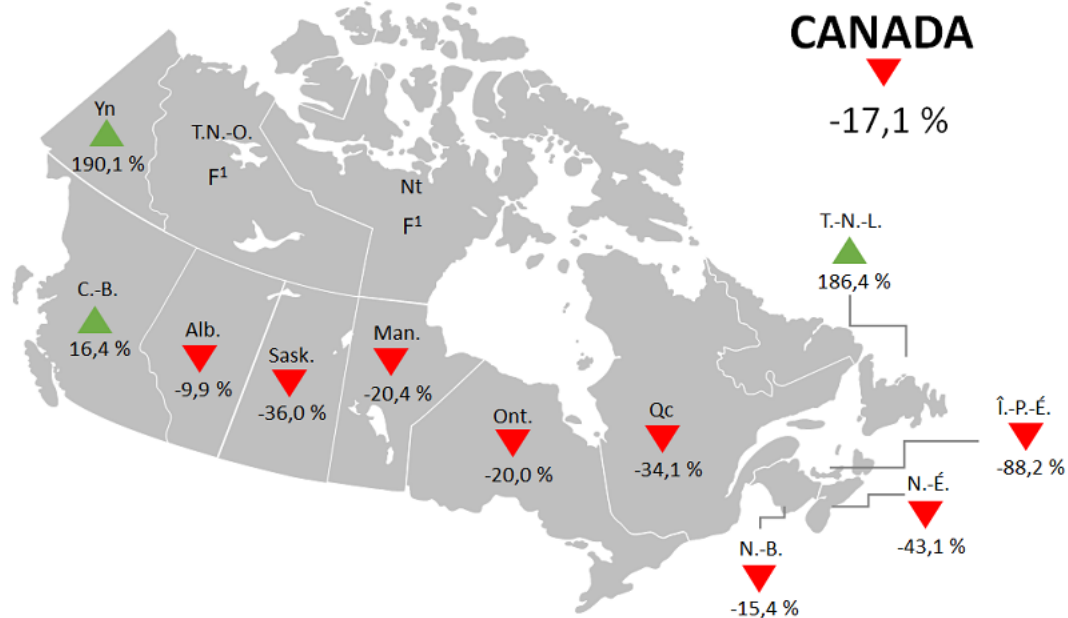 CANADA
-17,1 %
Yn
190,1 %
T.N.-O.
F¹
Nt
F¹
T.-N.-L.
186,4 %
C.-B.
16,4 %
Alb.
-9,9 %
Sask.
-36,0 %
Man.
-20,4 %
Ont.
-20,0 %
Qc
-34,1 %
Î.-P.-É.
-88,2 %
N.-É.
-43,1 %
N.-B.
-15,4 %